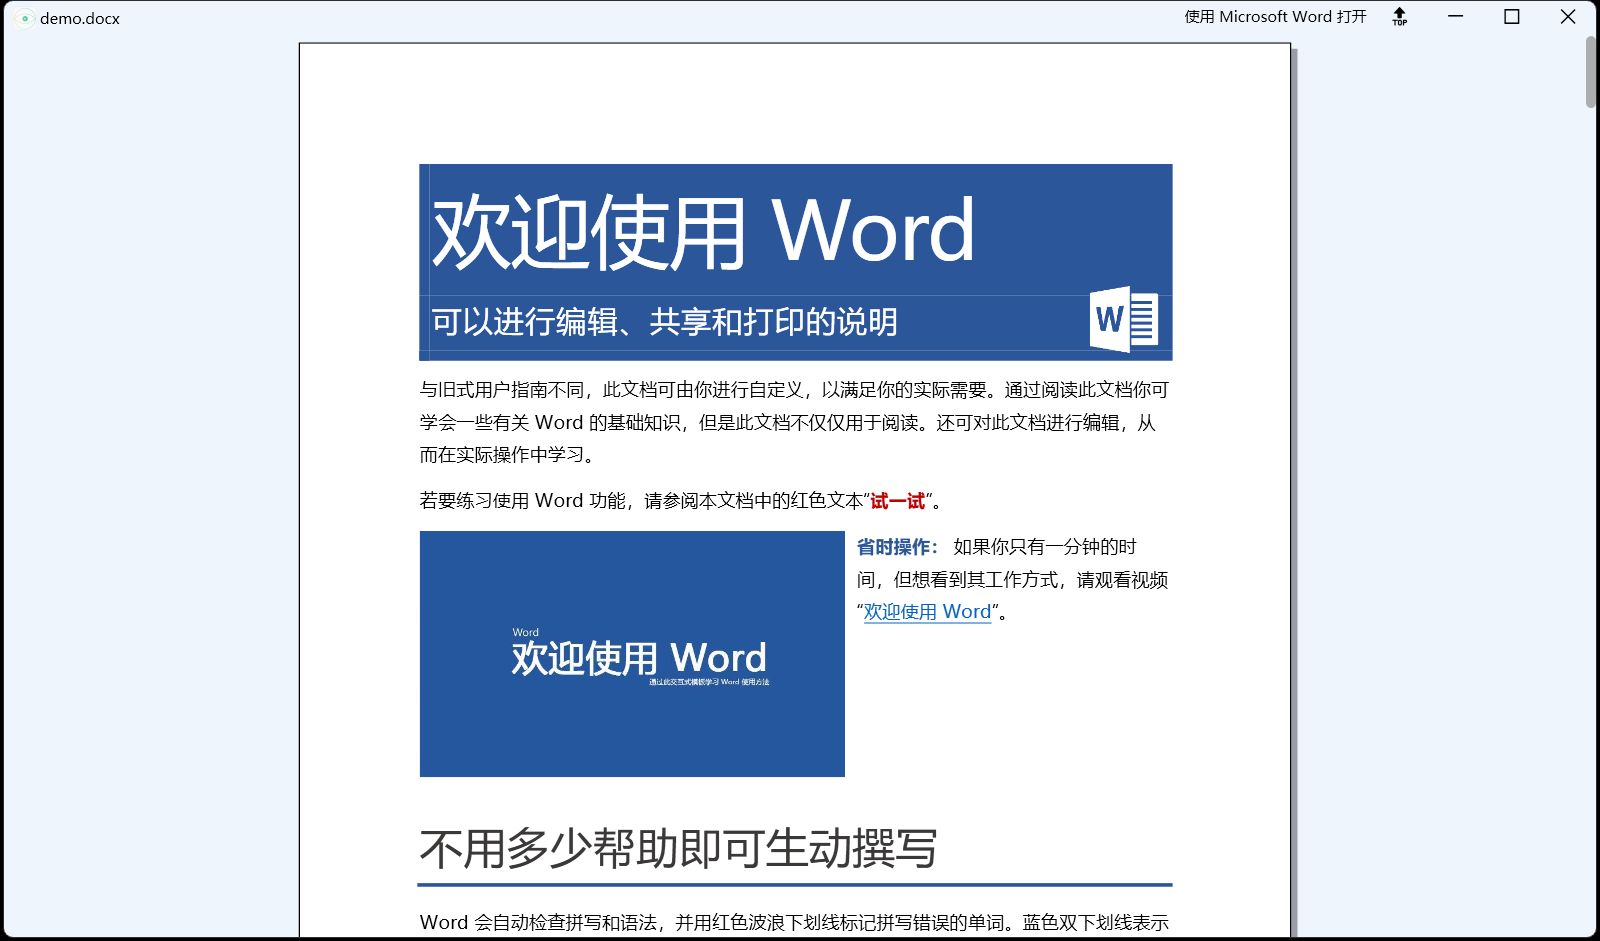 demo.docx
使用 Microsoft Word 打开
TOP
欢迎使用 Word
可以进行编辑、共享和打印的说明
W
与旧式用户指南不同，此文档可由你进行自定义，以满足你的实际需要。通过阅读此文档你可
学会一些有关 Word 的基础知识，但是此文档不仅仅用于阅读。还可对此文档进行编辑，从
而在实际操作中学习。
若要练习使用 Word 功能，请参阅本文档中的红色文本“试一试”。
Word
欢迎使用 Word
通过此交互式模板学习 Word 使用方法
省时操作： 如果你只有一分钟的时
间，但想看到其工作方式，请观看视频
“欢迎使用 Word”。
不用多少帮助即可生动撰写
Word 会自动检查拼写和语法，并用红色波浪下划线标记拼写错误的单词。蓝色双下划线表示